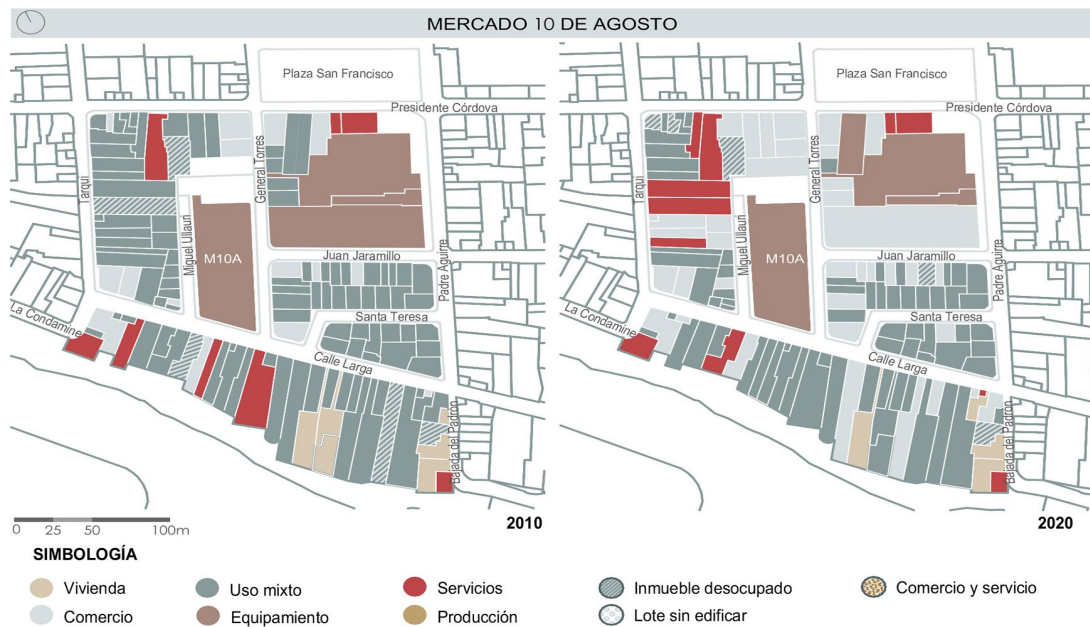 MERCADO 10 DE AGOSTO
Plaza San Francisco
Presidente Córdova
Tarqui
General Torres
Miguel Ullauri
M10A
Juan Jaramillo
Padre Aguirre
Santa Teresa
La Condamine
Calle Larga
Bajada del Padrón
0 25 50 100m
2010
Plaza San Francisco
Presidente Córdova
Tarqui
General Torres
Miguel Ullauri
M10A
Juan Jaramillo
Padre Aguirre
Santa Teresa
La Condamine
Calle Larga
Bajada del Padrón
2020
SIMBOLOGÍA
Vivienda
Uso mixto
Servicios
Inmueble desocupado
Comercio y servicio
Comercio
Equipamiento
Producción
Lote sin edificar